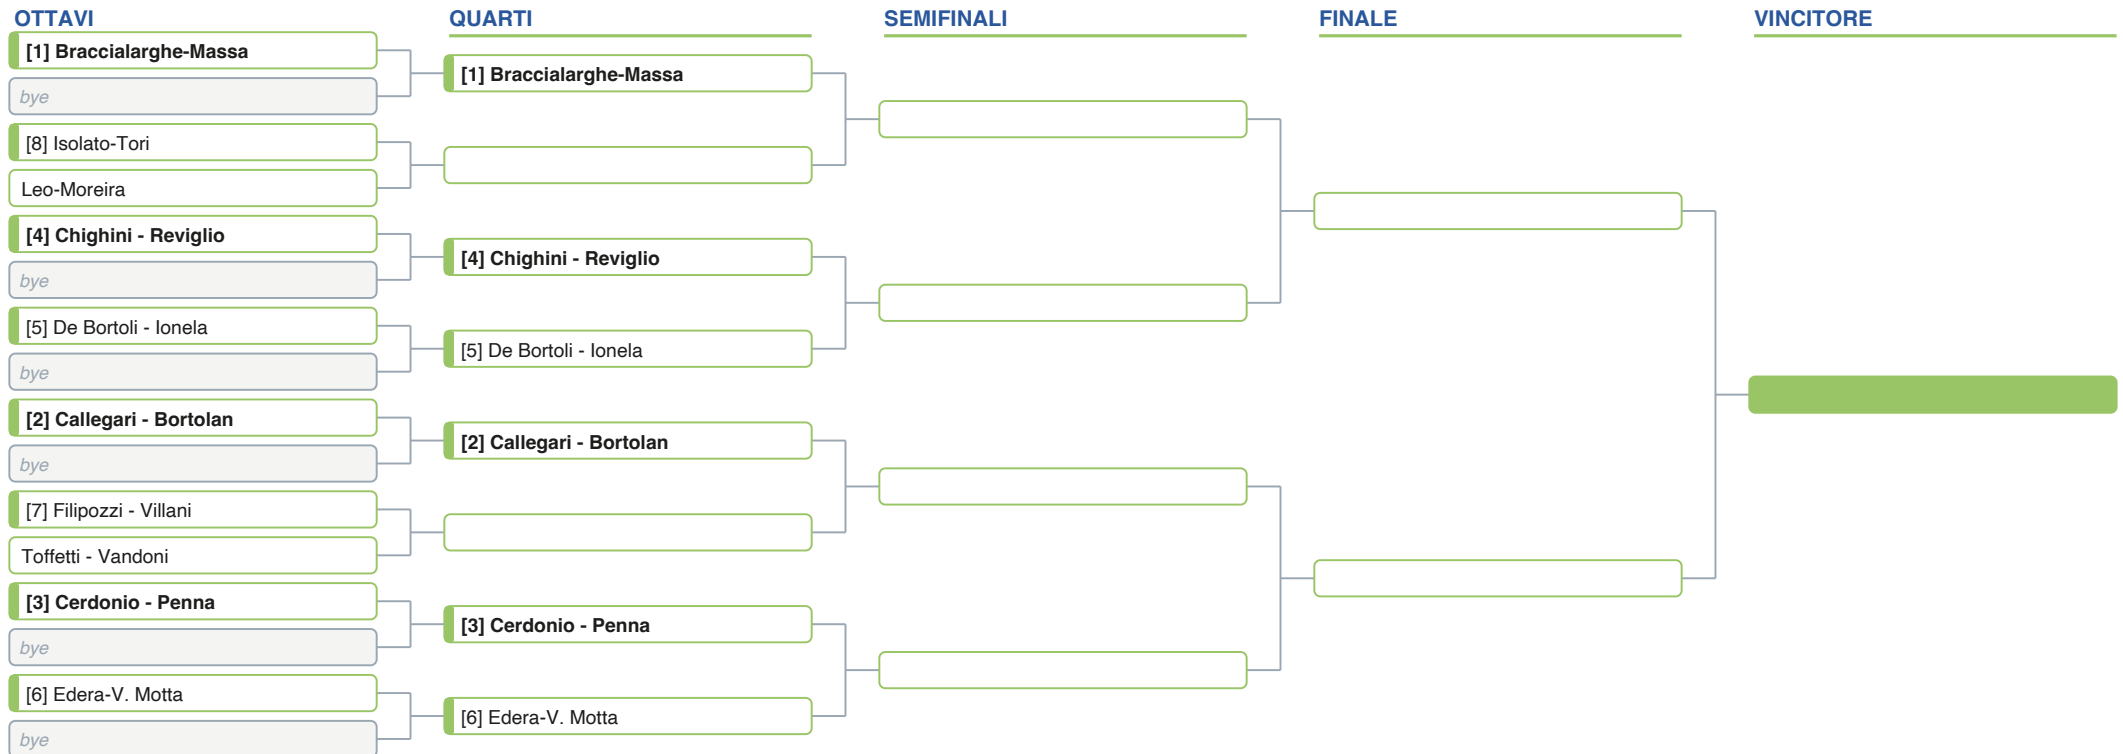 OTTAVI
QUARTI
SEMIFINALI
FINALE
VINCITORE
[1] Braccialarghe-Massa
bye
[8] Isolato-Tori
Leo-Moreira
[4] Chighini - Reviglio
bye
[5] De Bortoli - Ionela
bye
[2] Callegari - Bortolan
bye
[7] Filipozzi - Villani
Toffetti - Vandoni
[3] Cerdonio - Penna
bye
[6] Edera-V. Motta
bye
[1] Braccialarghe-Massa
[4] Chighini - Reviglio
[5] De Bortoli - Ionela
[2] Callegari - Bortolan
[3] Cerdonio - Penna
[6] Edera-V. Motta